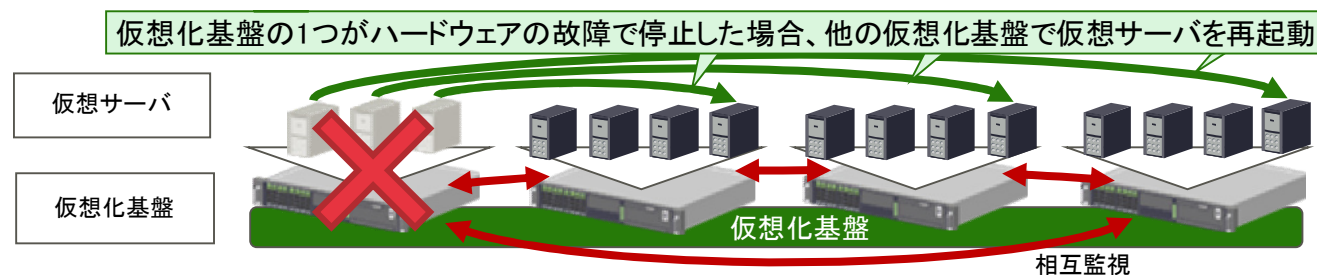 仮想化基盤の1つがハードウェアの故障で停止した場合、他の仮想化基盤で仮想サーバを再起動
仮想サーバ
仮想化基盤
仮想化基盤
相互監視